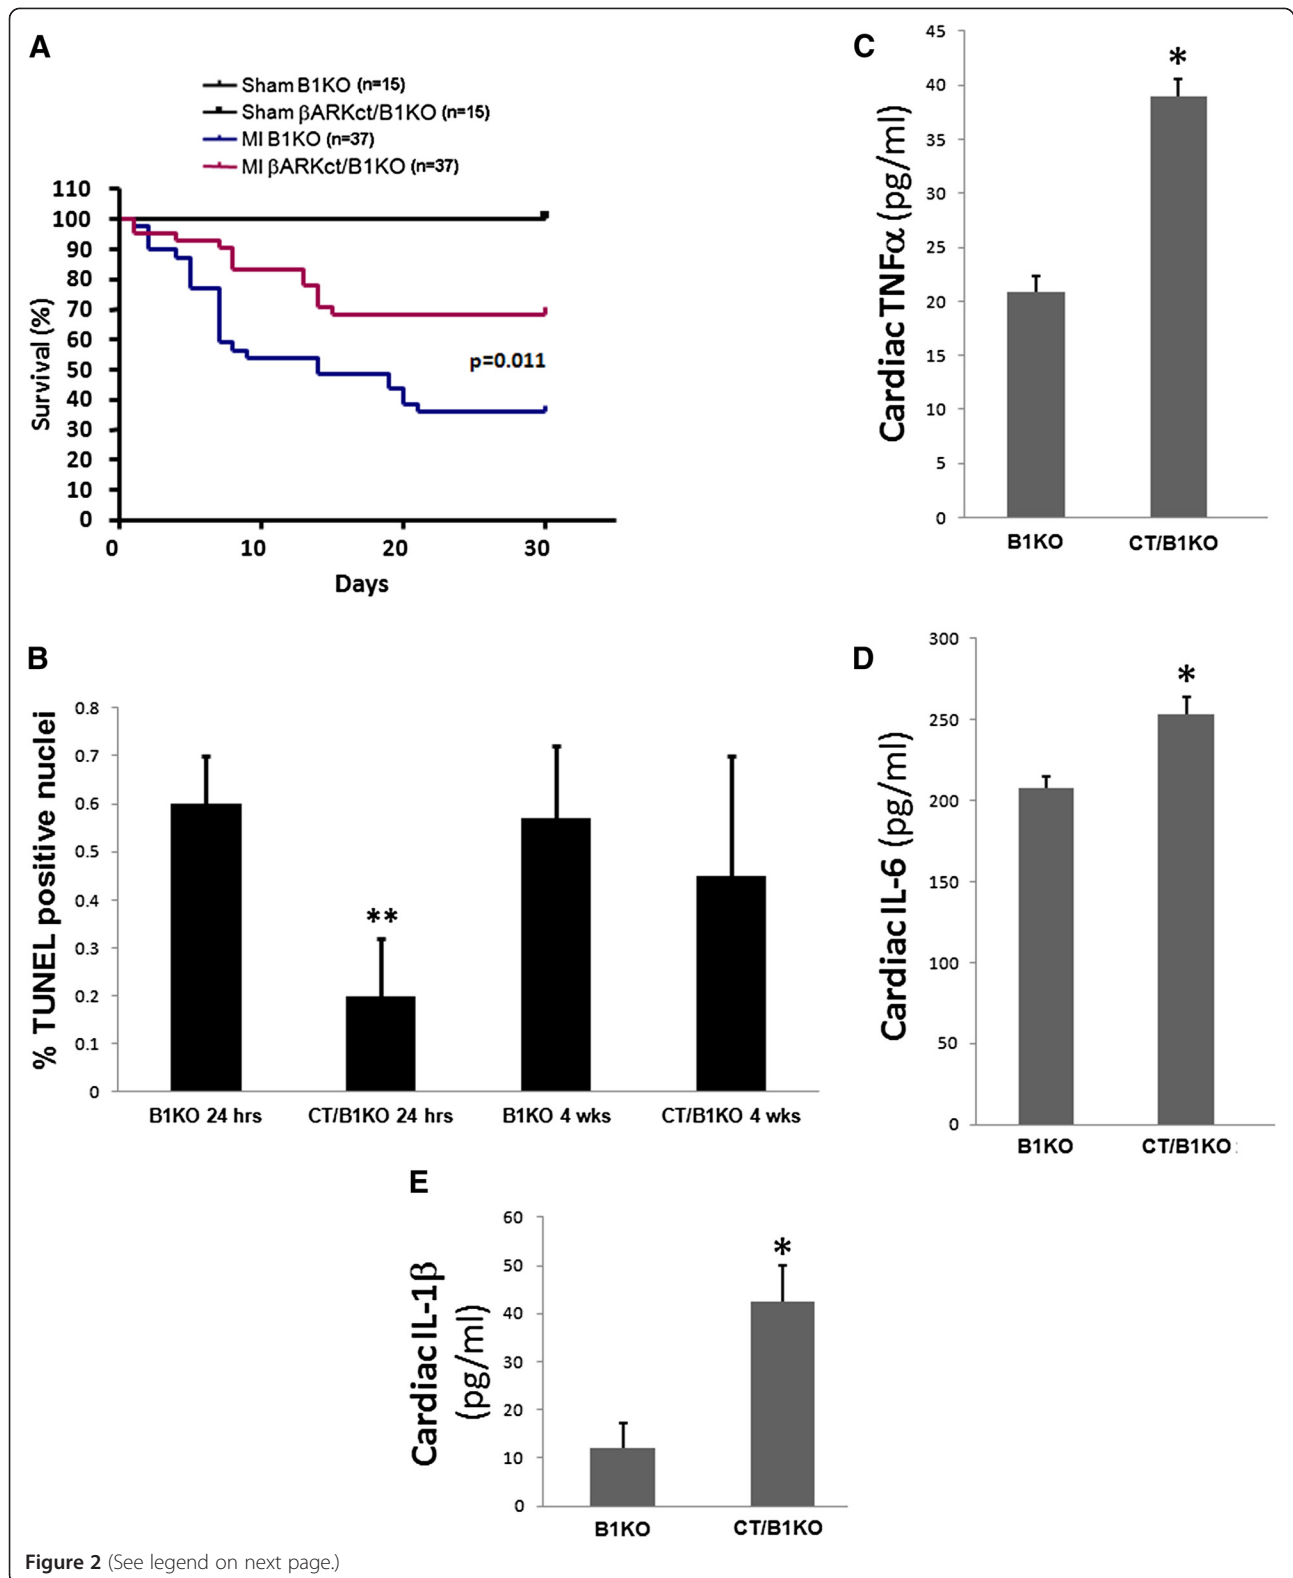 A
Sham B1KO (n=15)
Sham βARKct/B1KO (n=15)
MI B1KO (n=37)
MI βARKct/B1KO (n=37)
110
100
90
80
70
60
50
40
30
20
10
0
Survival (%)
p=0.011
0 10 20 30
Days
B
% TUNEL positive nuclei
0.8
0.7
0.6
0.5
0.4
0.3
0.2
0.1
0
**
B1KO 24 hrs CT/B1KO 24 hrs B1KO 4 wks CT/B1KO 4 wks
C
Cardiac TNFα (pg/ml)
45
40
35
30
25
20
15
10
5
0
*
B1KO CT/B1KO
D
Cardiac IL-6 (pg/ml)
300
250
200
150
100
50
0
*
B1KO CT/B1KO
E
Cardiac IL-1β
(pg/ml)
60
50
40
30
20
10
0
*
B1KO CT/B1KO
Figure 2 (See legend on next page.)